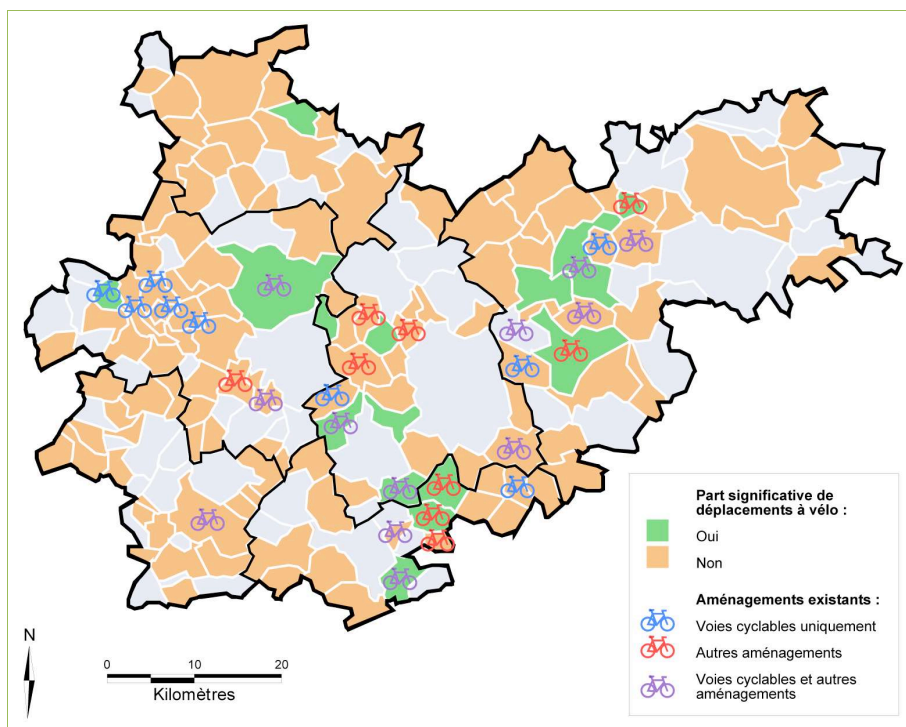 Part significative de
déplacements à vélo :
Oui
Non
Aménagements existants :
Voies cyclables uniquement
Autres aménagements
Voies cyclables et autres
aménagements
N
0 10 20
Kilomètres